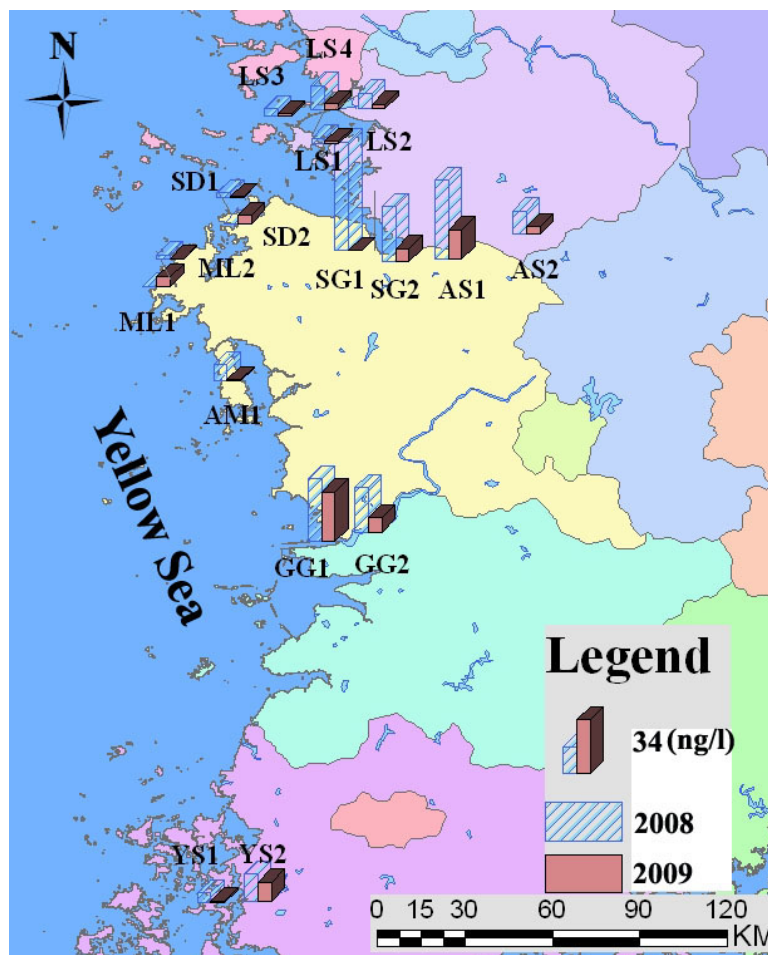 N
LS4
LS3
LS2
LS1
SD1
SD2
ML2
SG1
SG2
AS1
AS2
ML1
AM1
Yellow Sea
GG1
GG2
YS1
YS2
Legend
34 (ng/l)
2008
2009
0 15 30 60 90 120
KM